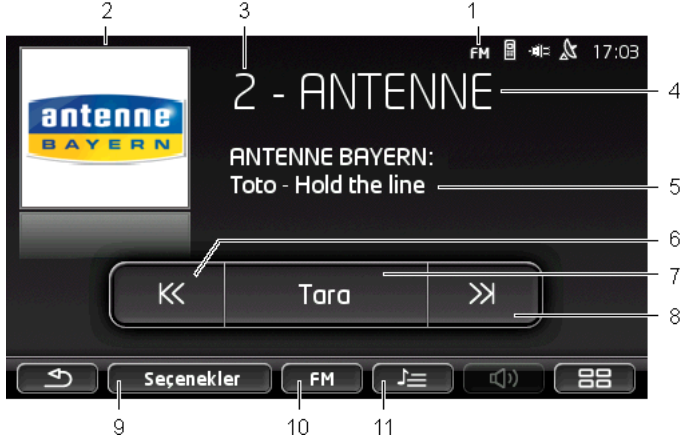 2
3
1
FM
17:03
2 - ANTENNE
4
antenne
BAYERN
ANTENNE BAYERN:
Toto - Hold the line
5
6
7
Tara
8
Seçenekler
FM
9
10
11